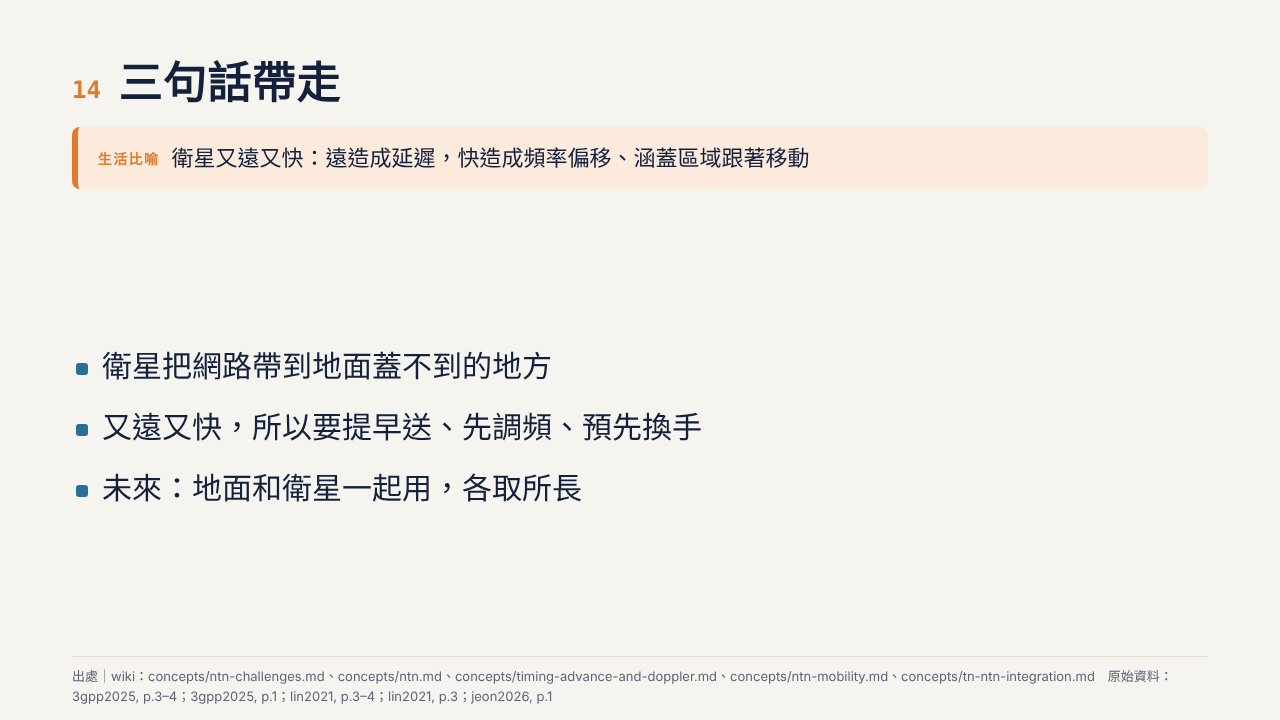 14 三句話帶走
生活比喻 衛星又遠又快：遠造成延遲，快造成頻率偏移、涵蓋區域跟著移動
衛星把網路帶到地面蓋不到的地方
又遠又快，所以要提早送、先調頻、預先換手
未來：地面和衛星一起用，各取所長
出處｜wiki：concepts/ntn-challenges.md、concepts/ntn.md、concepts/timing-advance-and-doppler.md、concepts/ntn-mobility.md、concepts/tn-ntn-integration.md　原始資料：
3gpp2025, p.3–4；3gpp2025, p.1；lin2021, p.3–4；lin2021, p.3；jeon2026, p.1